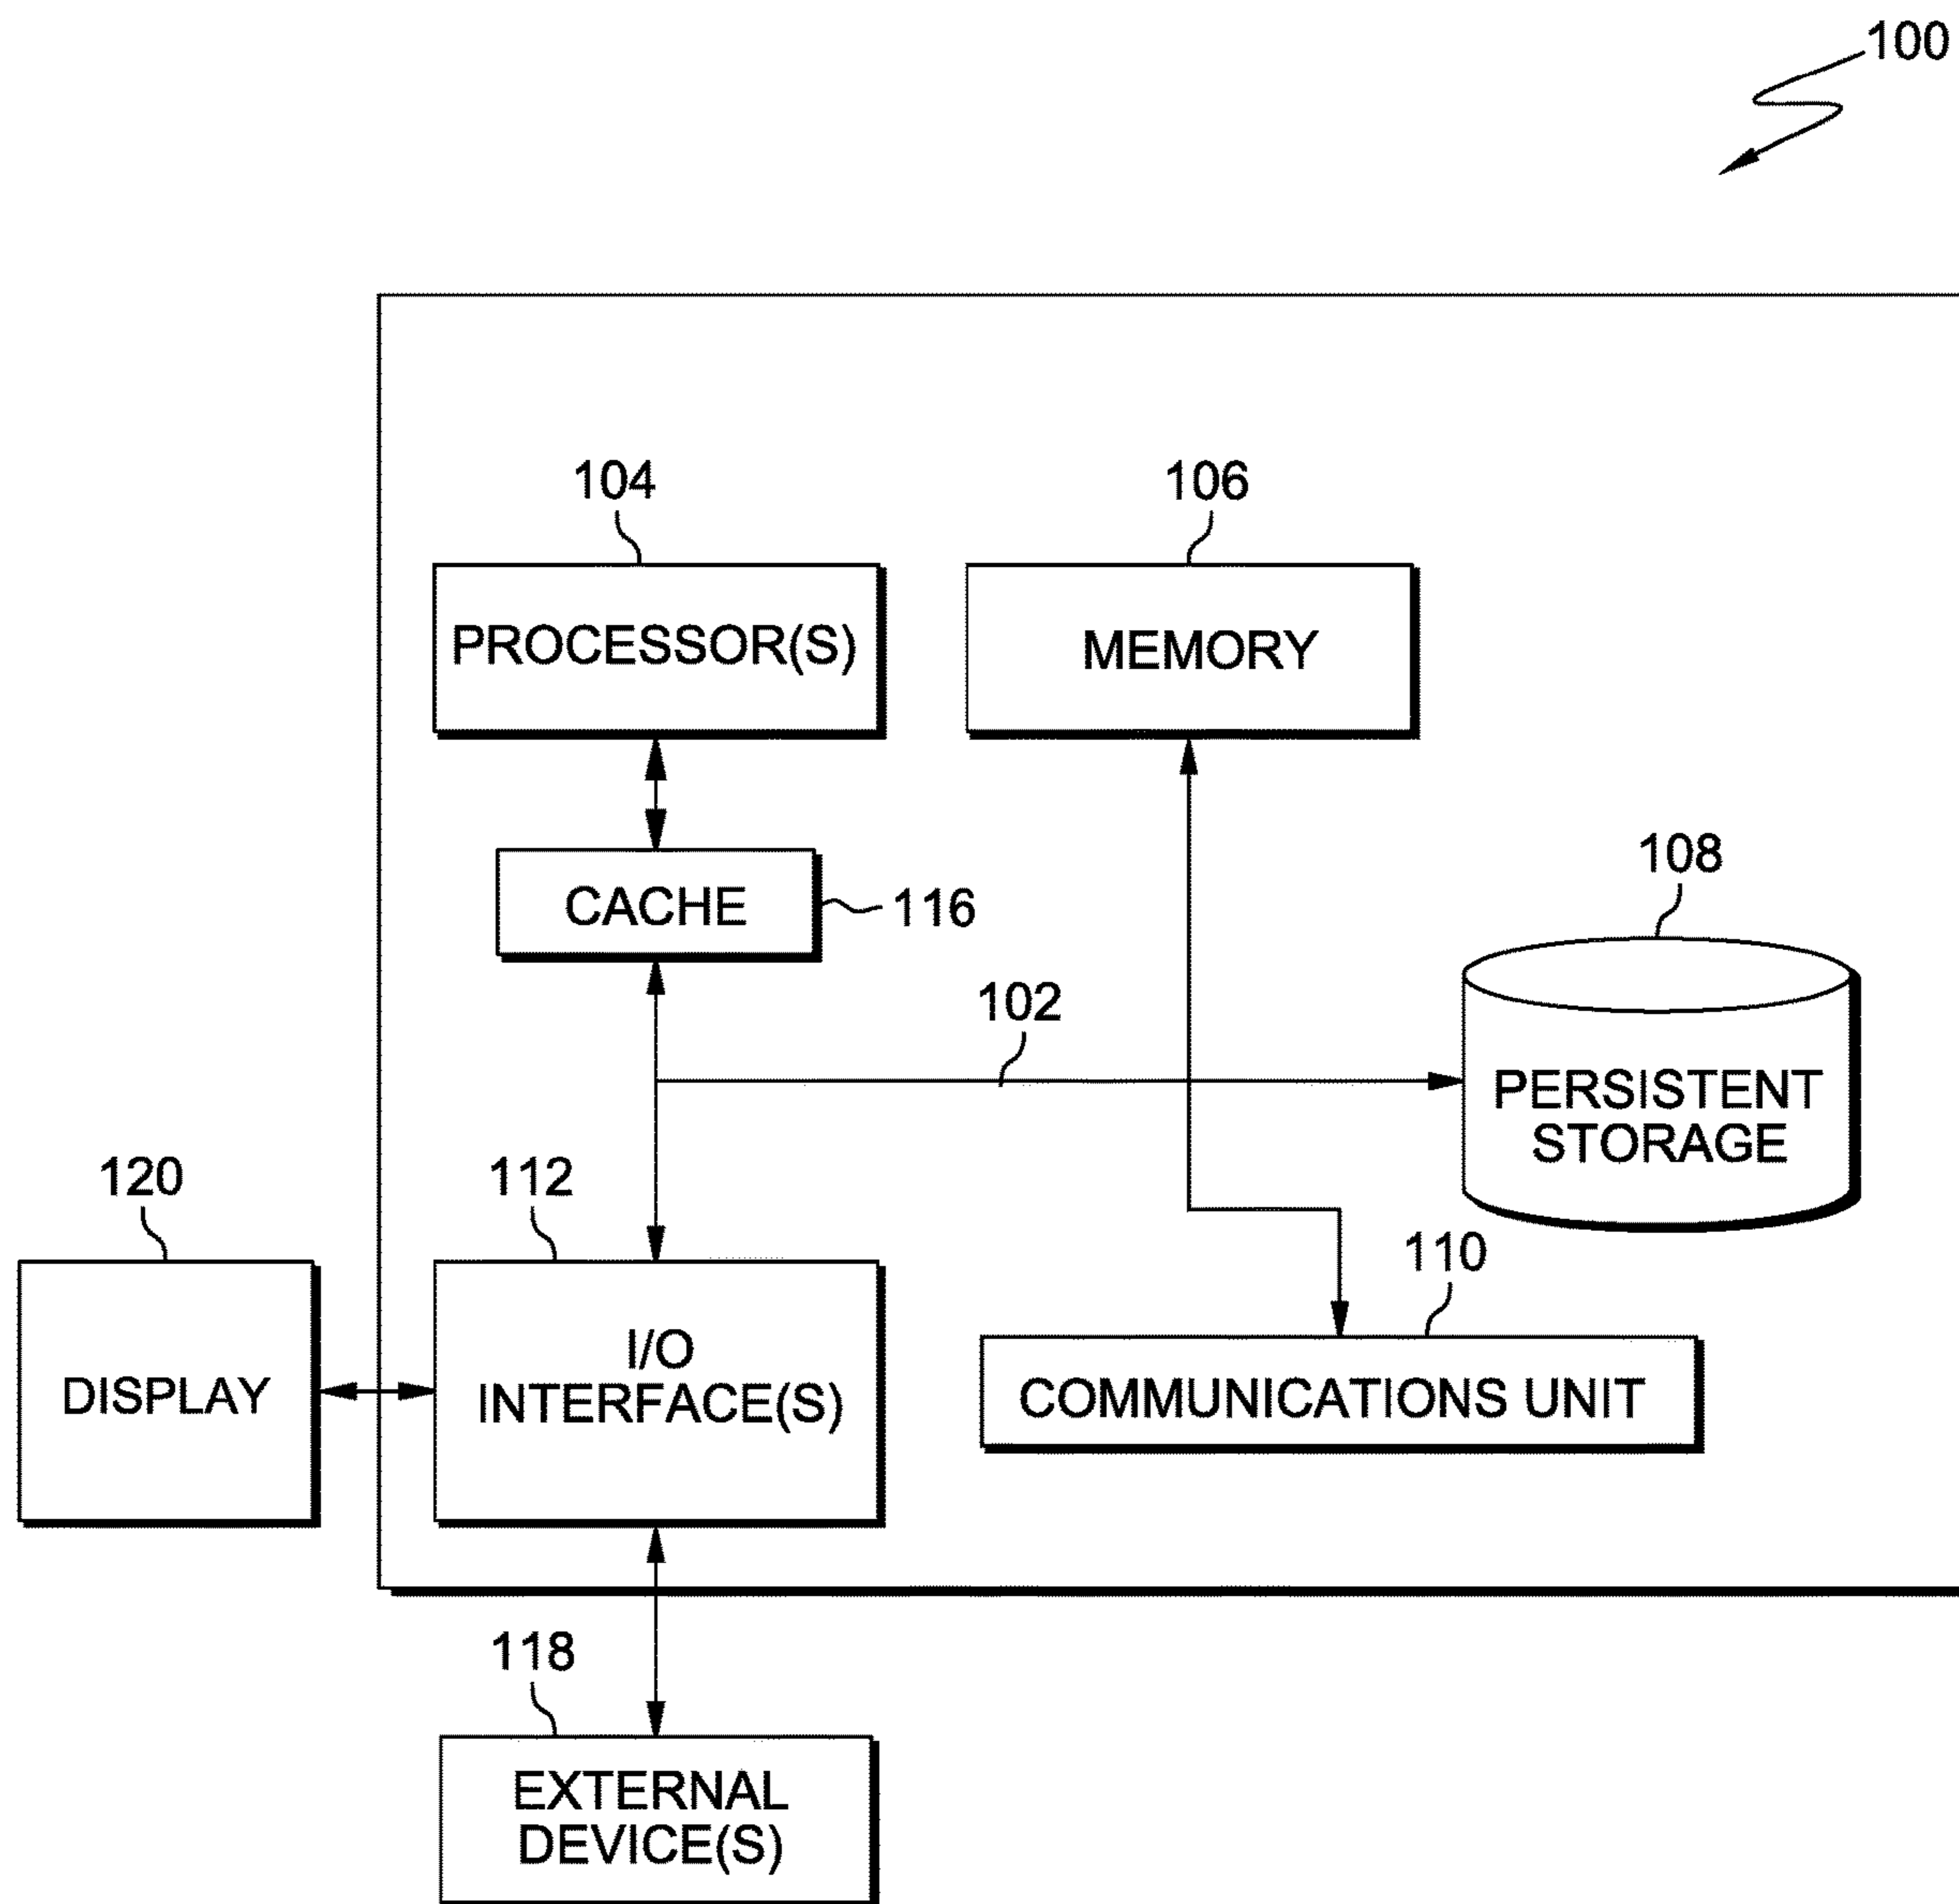 100
104
106
PROCESSOR(S)
MEMORY
108
CACHE
116
102
PERSISTENT
STORAGE
120
112
110
DISPLAY
I/O
INTERFACE(S)
COMMUNICATIONS UNIT
118
EXTERNAL
DEVICE(S)